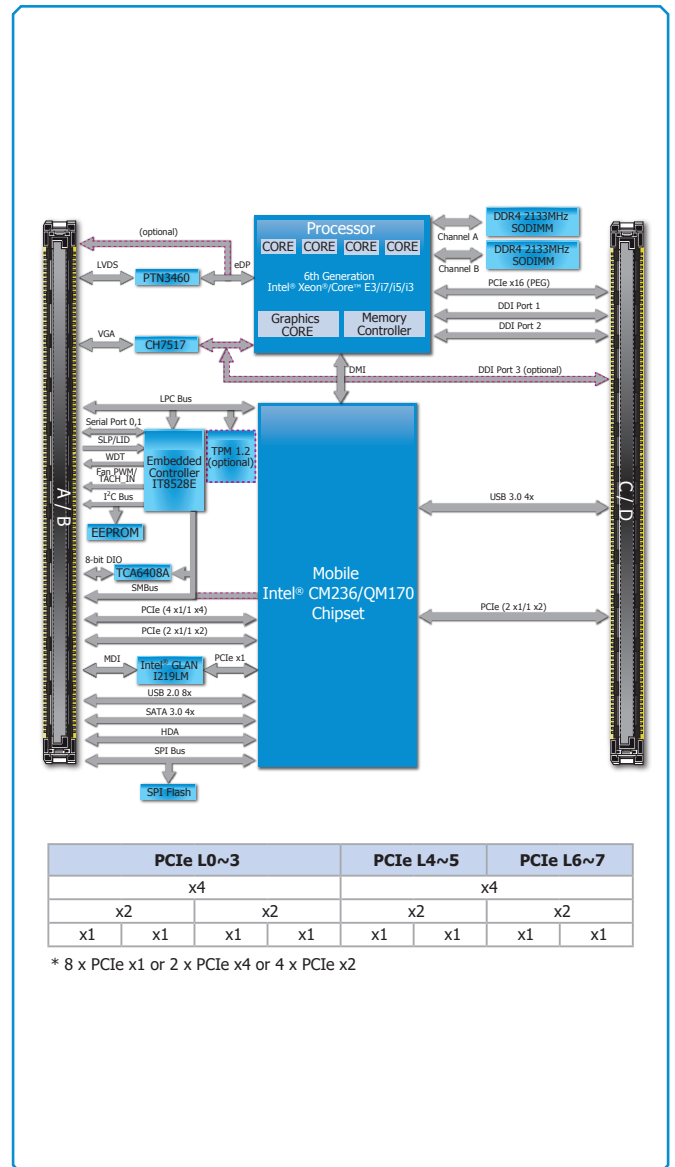 (optional)
LVDS
PTN3460
eDP
VGA
CH7517
Processor
CORE CORE CORE CORE
6th Generation
Intel® Xeon®/Core™ E3/i7/i5/i3
Graphics
CORE
Memory
Controller
Channel A
DDR4 2133MHz
SODIMM
Channel B
DDR4 2133MHz
SODIMM
PCIe x16 (PEG)
DDI Port 1
DDI Port 2
DMI
DDI Port 3 (optional)
LPC Bus
Serial Port 0,1
SLP/LID
WDT
Fan PWM/
TACH_IN
I²C Bus
Embedded
Controller
IT8528E
TPM 1.2
(optional)
EEPROM
8-bit DIO
TCA6408A
SMBus
PCIe (4 x1/1 x4)
PCIe (2 x1/1 x2)
MDI
Intel® GLAN
I219LM
PCIe x1
USB 2.0 8x
SATA 3.0 4x
HDA
SPI Bus
SPI Flash
Mobile
Intel® CM236/QM170
Chipset
USB 3.0 4x
PCIe (2 x1/1 x2)
A / B
C / D
PCIe L0~3 PCIe L4~5 PCIe L6~7
x4 x4
x2 x2 x2 x2
x1 x1 x1 x1 x1 x1 x1 x1
* 8 x PCIe x1 or 2 x PCIe x4 or 4 x PCIe x2